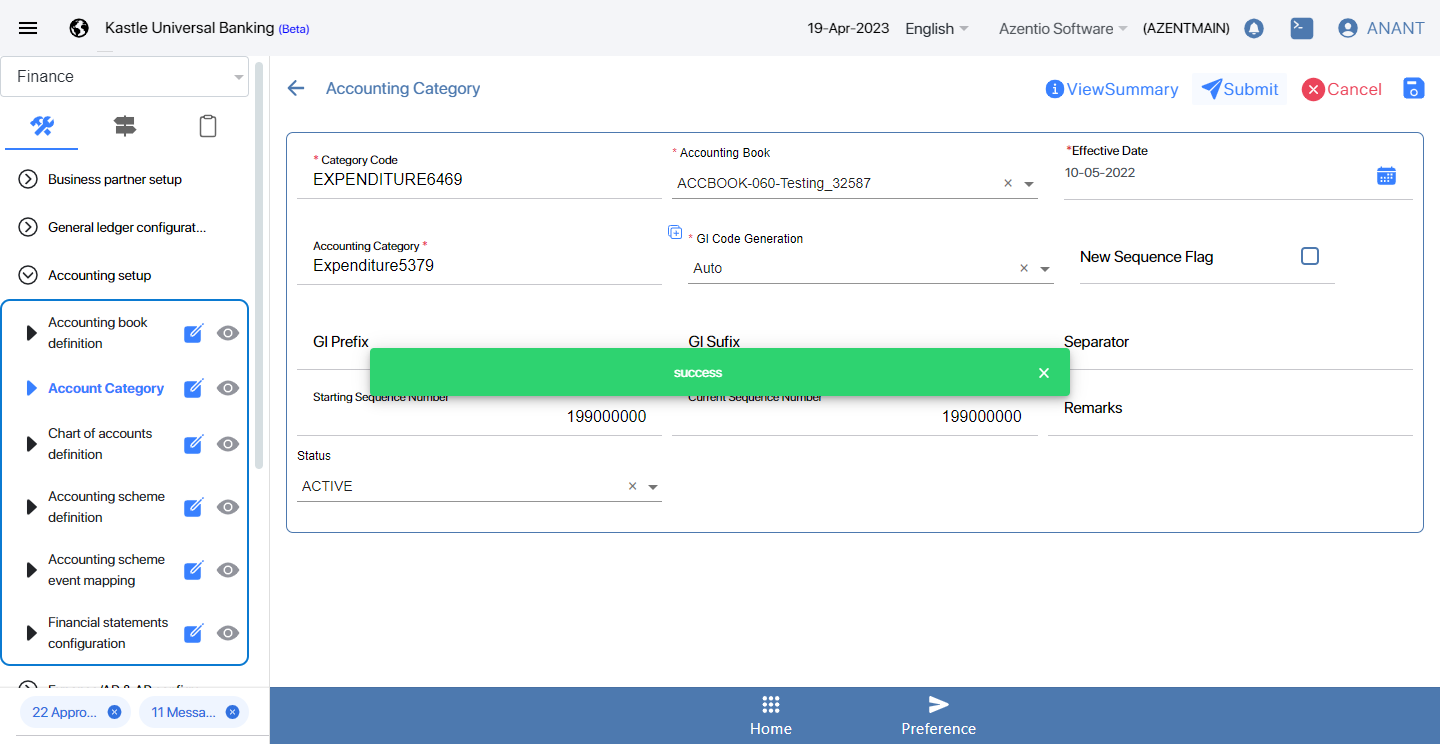 Kastle Universal Banking (Beta)
19-Apr-2023
English
Azentio Software
(AZENTMAIN)
ANANT
Finance
Business partner setup
General ledger configurat...
Accounting setup
Accounting book
definition
Account Category
Chart of accounts
definition
Accounting scheme
definition
Accounting scheme
event mapping
Financial statements
configuration
22 Appro...
11 Messa...
Accounting Category
ViewSummary
Submit
Cancel
* Category Code
EXPENDITURE6469
* Accounting Book
ACCBOOK-060-Testing_32587
*Effective Date
10-05-2022
Accounting Category *
Expenditure5379
* GI Code Generation
Auto
New Sequence Flag
GI Prefix
GI Sufix
Separator
success
Starting Sequence Number
199000000
Current Sequence Number
199000000
Remarks
Status
ACTIVE
Home
Preference